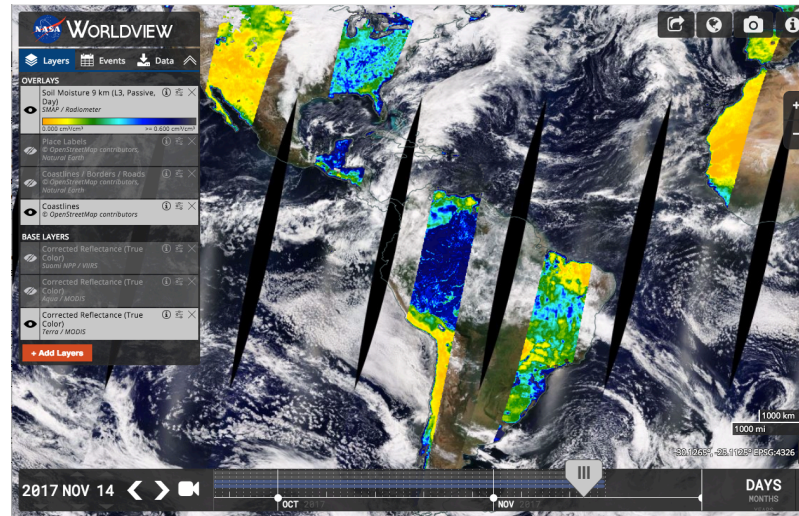 NASA WORLDVIEW
Layers Events Data
OVERLAYS
Soil Moisture 9 km (L3, Passive,
Day)
SMAP / Radiometer
0.000 cm³/cm³ >= 0.600 cm³/cm³
Place Labels
© OpenStreetMap contributors,
Natural Earth
Coastlines / Borders / Roads
© OpenStreetMap contributors,
Natural Earth
Coastlines
© OpenStreetMap contributors
BASE LAYERS
Corrected Reflectance (True
Color)
Suomi NPP / VIIRS
Corrected Reflectance (True
Color)
Aqua / MODIS
Corrected Reflectance (True
Color)
Terra / MODIS
+ Add Layers
1000 km
1000 mi
EPSG:4326
2017 NOV 14
OCT 2017
NOV 2017
DAYS
MONTHS